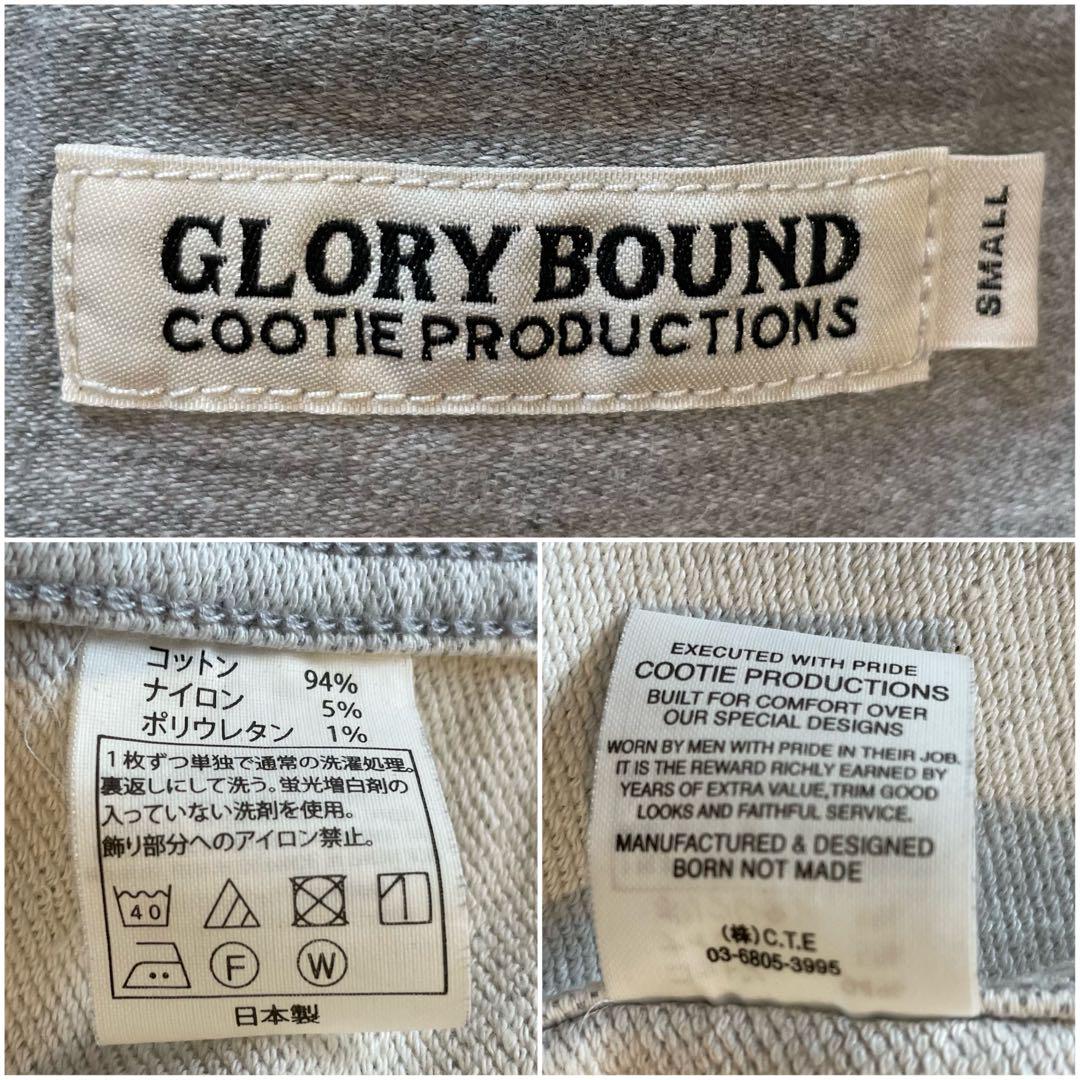 GLORY BOUND
COOTIE PRODUCTIONS
SMALL
コットン 94%
ナイロン 5%
ポリウレタン 1%
1枚ずつ単独で通常の洗濯処理。
裏返しにして洗う。蛍光増白剤の
入っていない洗剤を使用。
飾り部分へのアイロン禁止。
40
F W
日本製
EXECUTED WITH PRIDE
COOTIE PRODUCTIONS
BUILT FOR COMFORT OVER
OUR SPECIAL DESIGNS
WORN BY MEN WITH PRIDE IN THEIR JOB.
IT IS THE REWARD RICHLY EARNED BY
YEARS OF EXTRA VALUE,TRIM GOOD
LOOKS AND FAITHFUL SERVICE.
MANUFACTURED & DESIGNED
BORN NOT MADE
(株)C.T.E
03-6805-3995